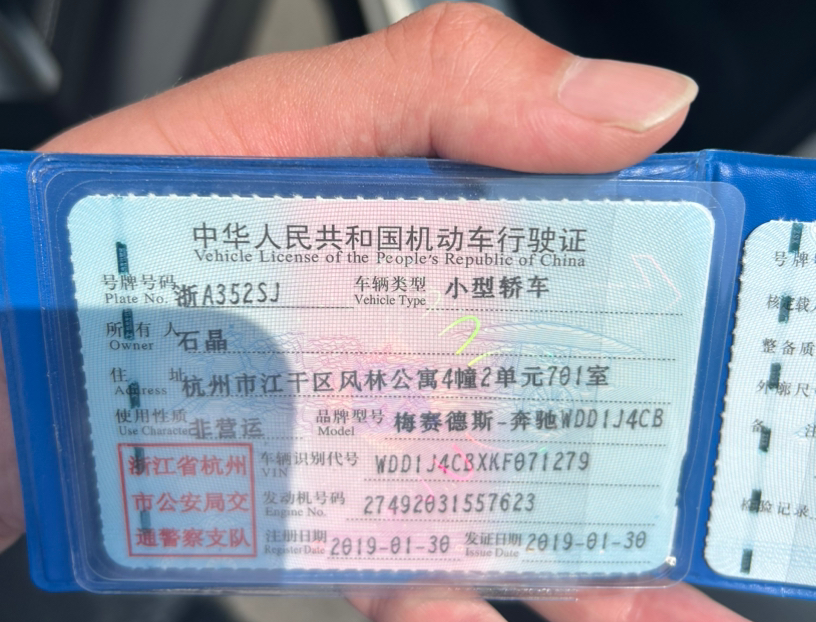 中华人民共和国机动车行驶证
Vehicle License of the People's Republic of China
号牌号码 浙A352SJ 车辆类型 小型轿车
Plate No. Vehicle Type
所有人 石晶
Owner
住址 杭州市江干区风林公寓4幢2单元701室
Address
使用性质 非营运 品牌型号 梅赛德斯-奔驰WDD1J4CB
Use Character Model
浙江省杭州 车辆识别代号 WDD1J4CBXKF071279
VIN
市公安局交 发动机号码 27492031557623
Engine No.
通警察支队 注册日期 2019-01-30 发证日期 2019-01-30
Register Date Issue Date
号牌
核定载
整备质
外廓尺
备 注
检验记录